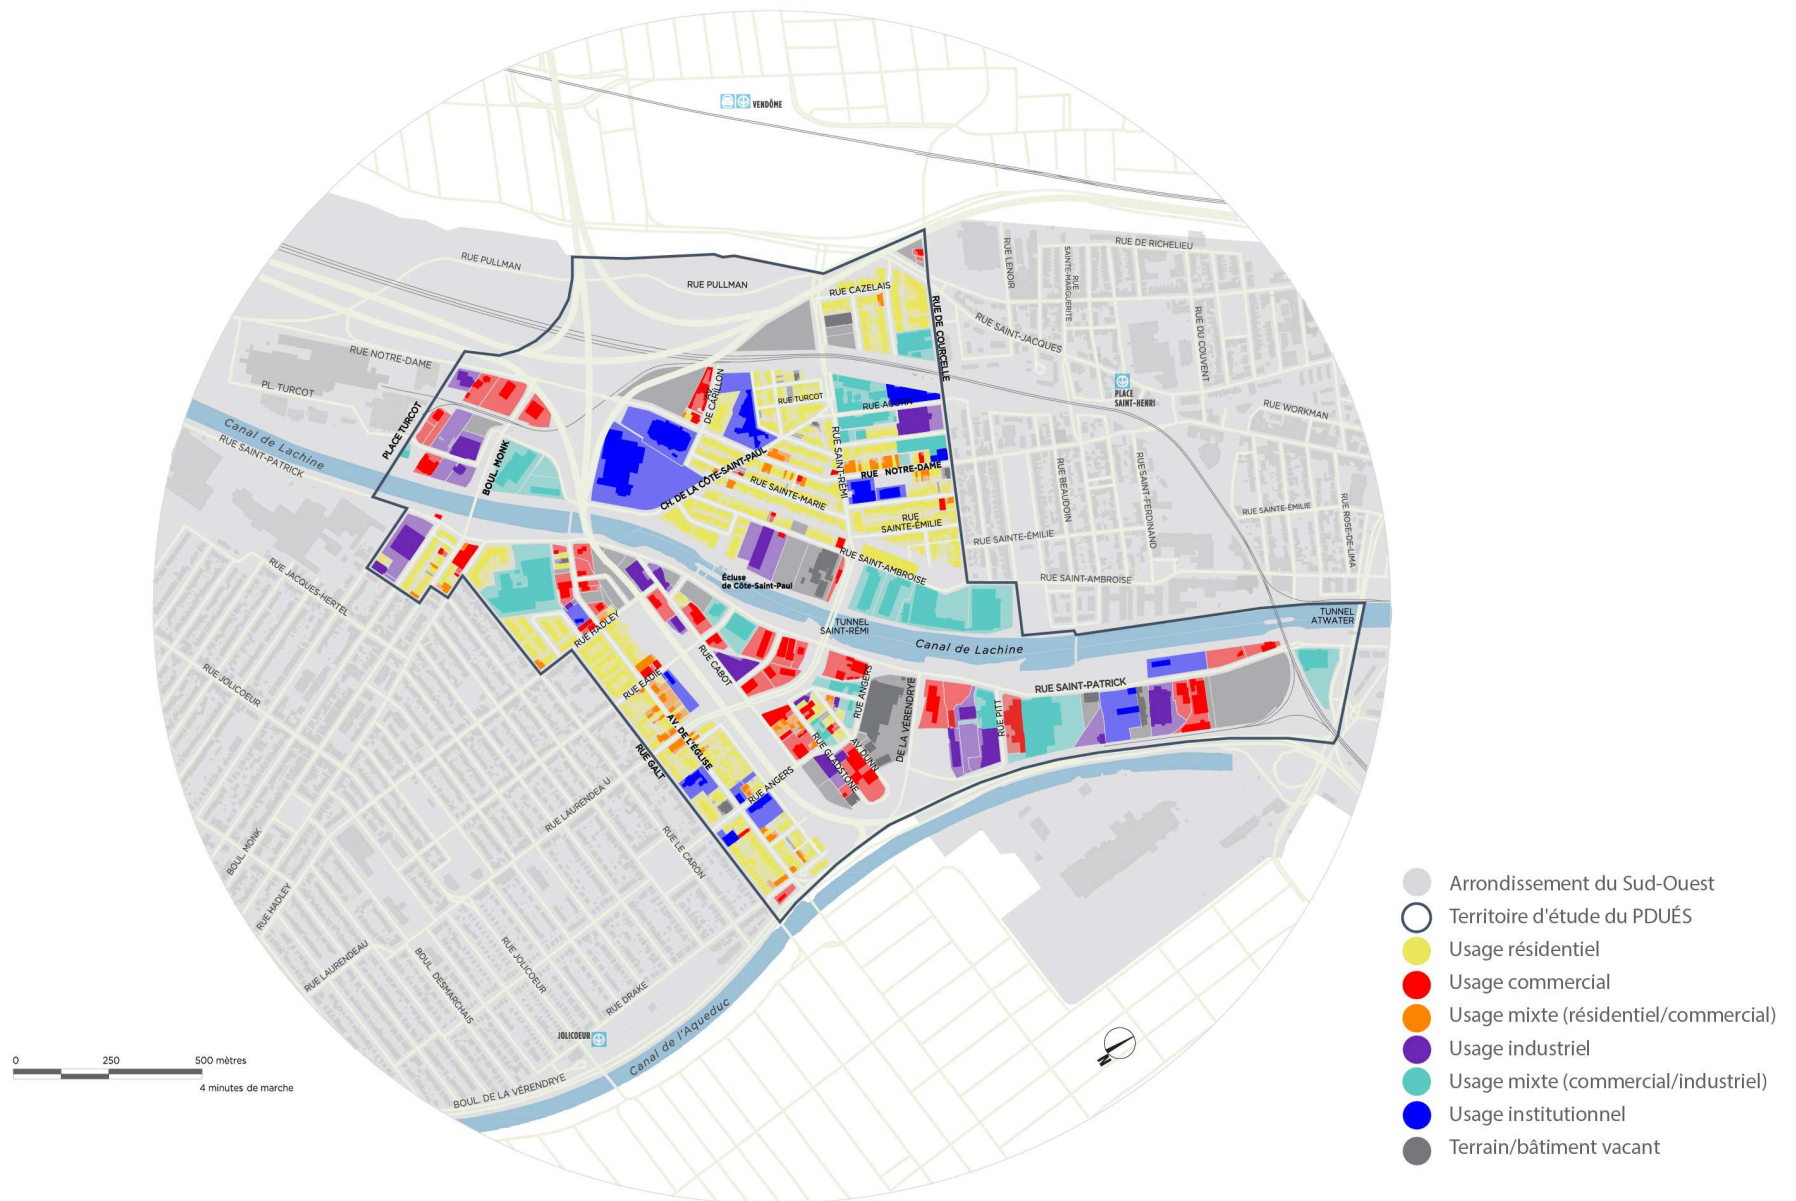 VENDÔME
RUE PULLMAN
RUE PULLMAN
RUE CAZELAIS
RUE DE COURCELLE
RUE LENOIR
RUE
SAINTE-MARGUERITE
RUE DE RICHELIEU
RUE SAINT-JACQUES
RUE DU COUVENT
PLACE
SAINT-HENRI
RUE WORKMAN
RUE NOTRE-DAME
PL. TURCOT
PLACE TURCOT
Canal de Lachine
RUE SAINT-PATRICK
BOUL. MONK
DE CARILLON
RUE TURCOT
RUE ACORN
RUE SAINT-RÉMI
RUE NOTRE-DAME
CH. DE LA CÔTE-SAINT-PAUL
RUE SAINTE-MARIE
RUE
SAINTE-ÉMILIE
RUE SAINTE-ÉMILIE
RUE BEAUDOIN
RUE SAINT-FERDINAND
RUE SAINTE-ÉMILIE
RUE ROSE-DE-LIMA
RUE SAINT-AMBROISE
RUE SAINT-AMBROISE
Écluse
de Côte-Saint-Paul
TUNNEL
SAINT-RÉMI
Canal de Lachine
TUNNEL
ATWATER
RUE JACQUES-HERTEL
RUE HADLEY
RUE CABOT
RUE EADIE
AV. DE L'ÉGLISE
RUE GALT
RUE ANGERS
RUE ANGERS
RUE GLADSTONE
AV. DUNN
DE LA VÉRENDRYE
RUE PITT
RUE SAINT-PATRICK
RUE JOLICOEUR
RUE LAURENDEA U
RUE LE CARON
BOUL. MONK
RUE HADLEY
RUE LAURENDEAU
BOUL. DESMARCHAIS
RUE JOLICOEUR
RUE DRAKE
JOLICOEUR
BOUL. DE LA VÉRENDRYE
Canal de l'Aqueduc
N
0 250 500 mètres
4 minutes de marche
Arrondissement du Sud-Ouest
Territoire d'étude du PDUÉS
Usage résidentiel
Usage commercial
Usage mixte (résidentiel/commercial)
Usage industriel
Usage mixte (commercial/industriel)
Usage institutionnel
Terrain/bâtiment vacant